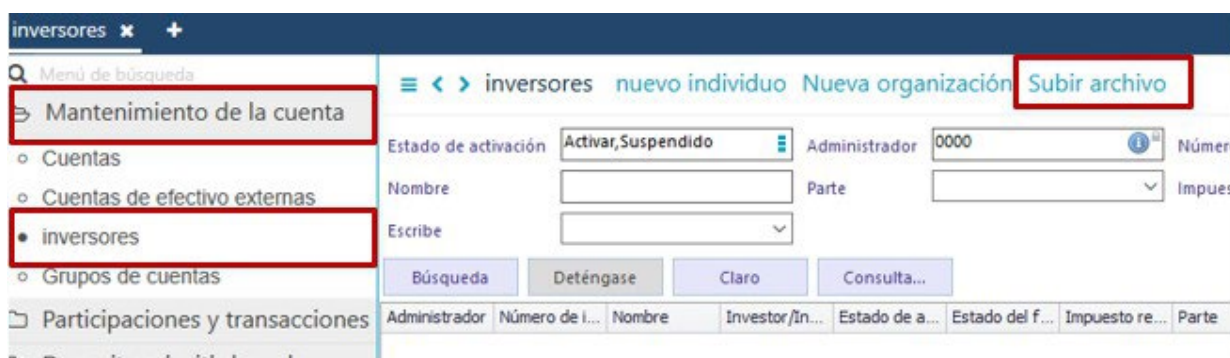 inversores ✖ +
Menú de búsqueda
Mantenimiento de la cuenta
Cuentas
Cuentas de efectivo externas
inversores
Grupos de cuentas
Participaciones y transacciones
inversores nuevo individuo Nueva organización Subir archivo
Estado de activación Activar,Suspendido Administrador 0000 Númer
Nombre Parte Impues
Escribe
Búsqueda Deténgase Claro Consulta...
Administrador Número de i... Nombre Investor/In... Estado de a... Estado del f... Impuesto re... Parte